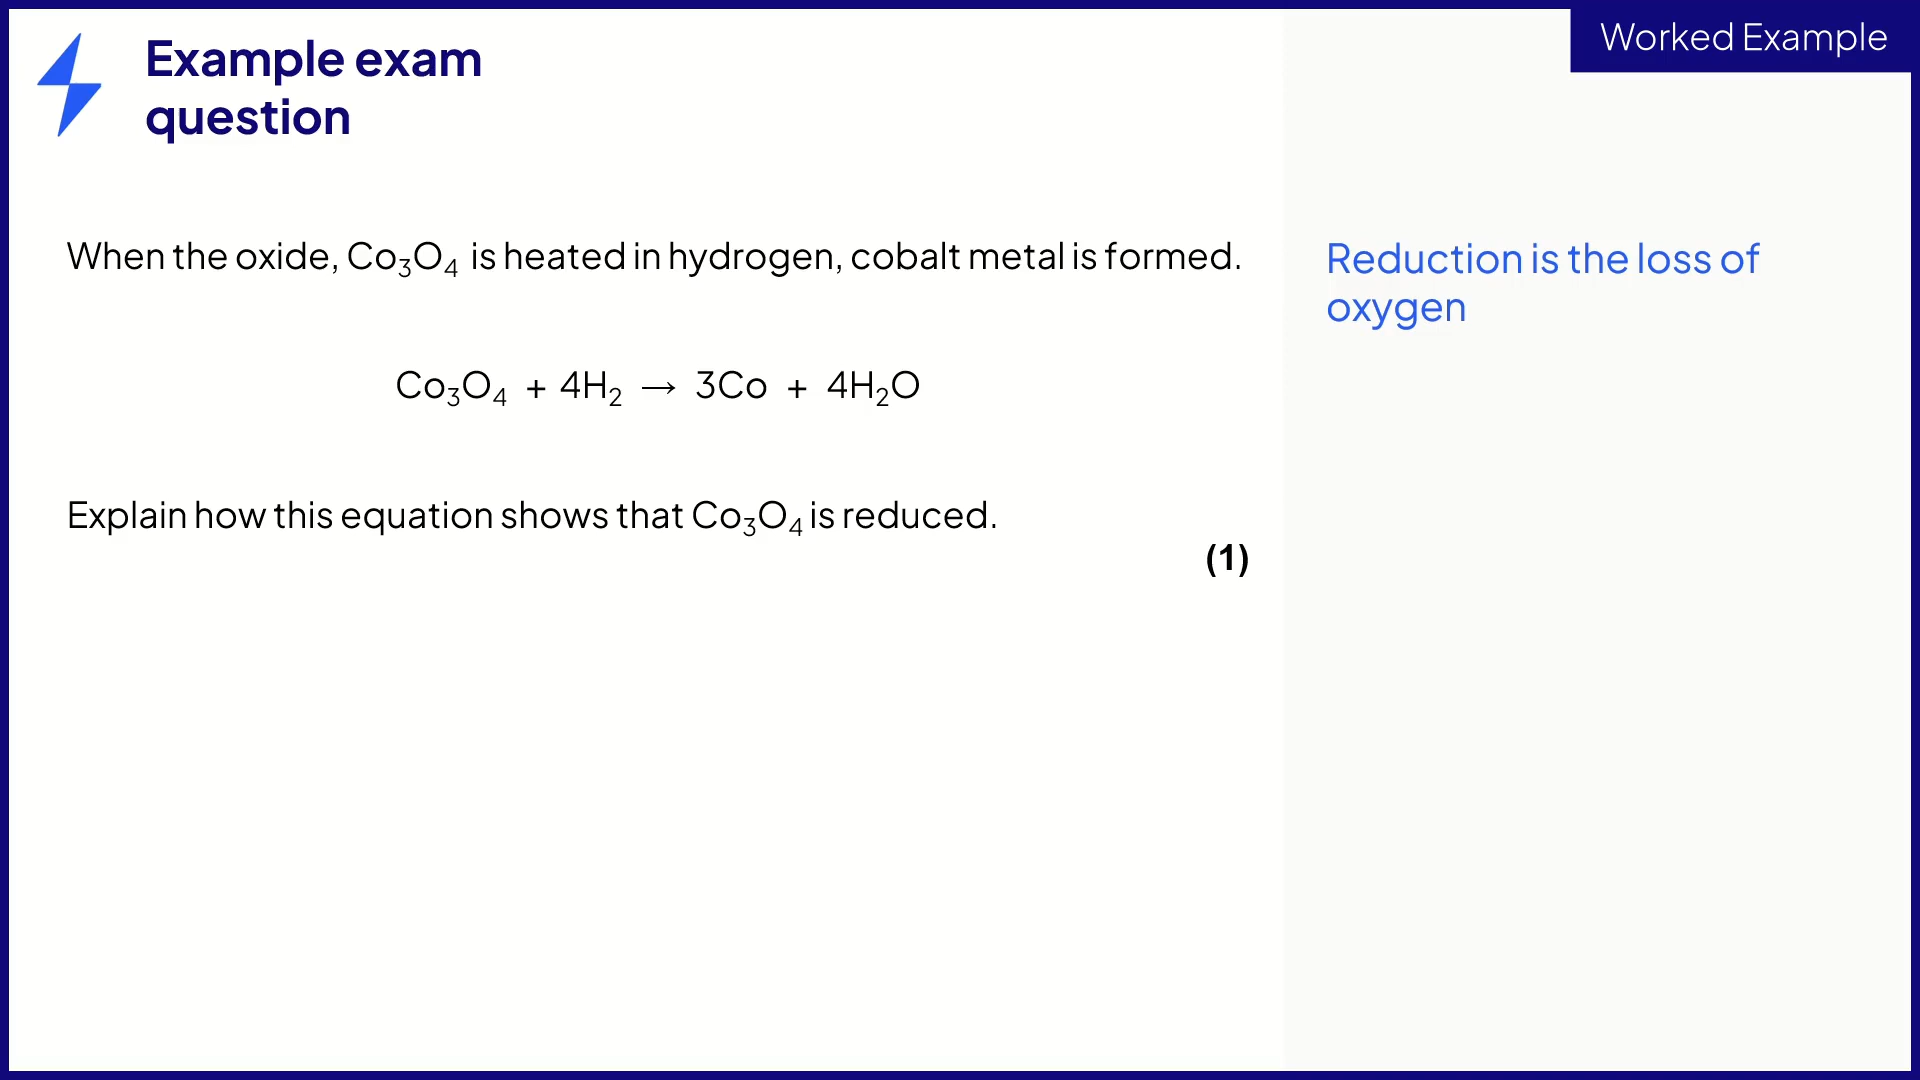 Worked Example
Example exam
question
When the oxide, Co₃O₄ is heated in hydrogen, cobalt metal is formed.
Co₃O₄ + 4H₂ → 3Co + 4H₂O
Explain how this equation shows that Co₃O₄ is reduced.
(1)
Reduction is the loss of
oxygen